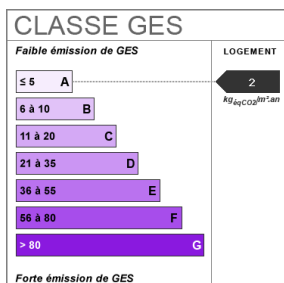 CLASSE GES
Faible émission de GES
LOGEMENT
≤ 5 A
2
kgéqCO2/m².an
6 à 10 B
11 à 20 C
21 à 35 D
36 à 55 E
56 à 80 F
> 80 G
Forte émission de GES